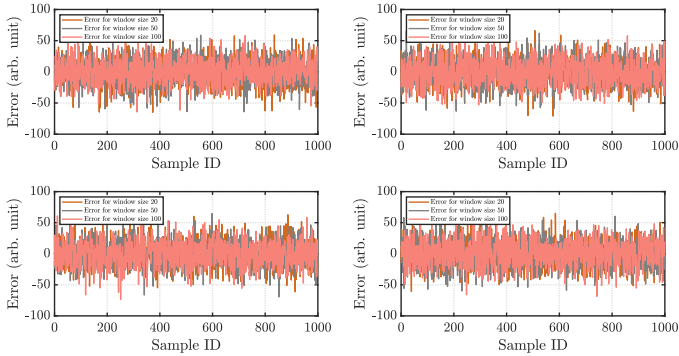 100
50
0
-50
-100
Error (arb. unit)
Error for window size 20
Error for window size 50
Error for window size 100
0 200 400 600 800 1000
Sample ID
100
50
0
-50
-100
Error (arb. unit)
Error for window size 20
Error for window size 50
Error for window size 100
0 200 400 600 800 1000
Sample ID
100
50
0
-50
-100
Error (arb. unit)
Error for window size 20
Error for window size 50
Error for window size 100
0 200 400 600 800 1000
Sample ID
100
50
0
-50
-100
Error (arb. unit)
Error for window size 20
Error for window size 50
Error for window size 100
0 200 400 600 800 1000
Sample ID